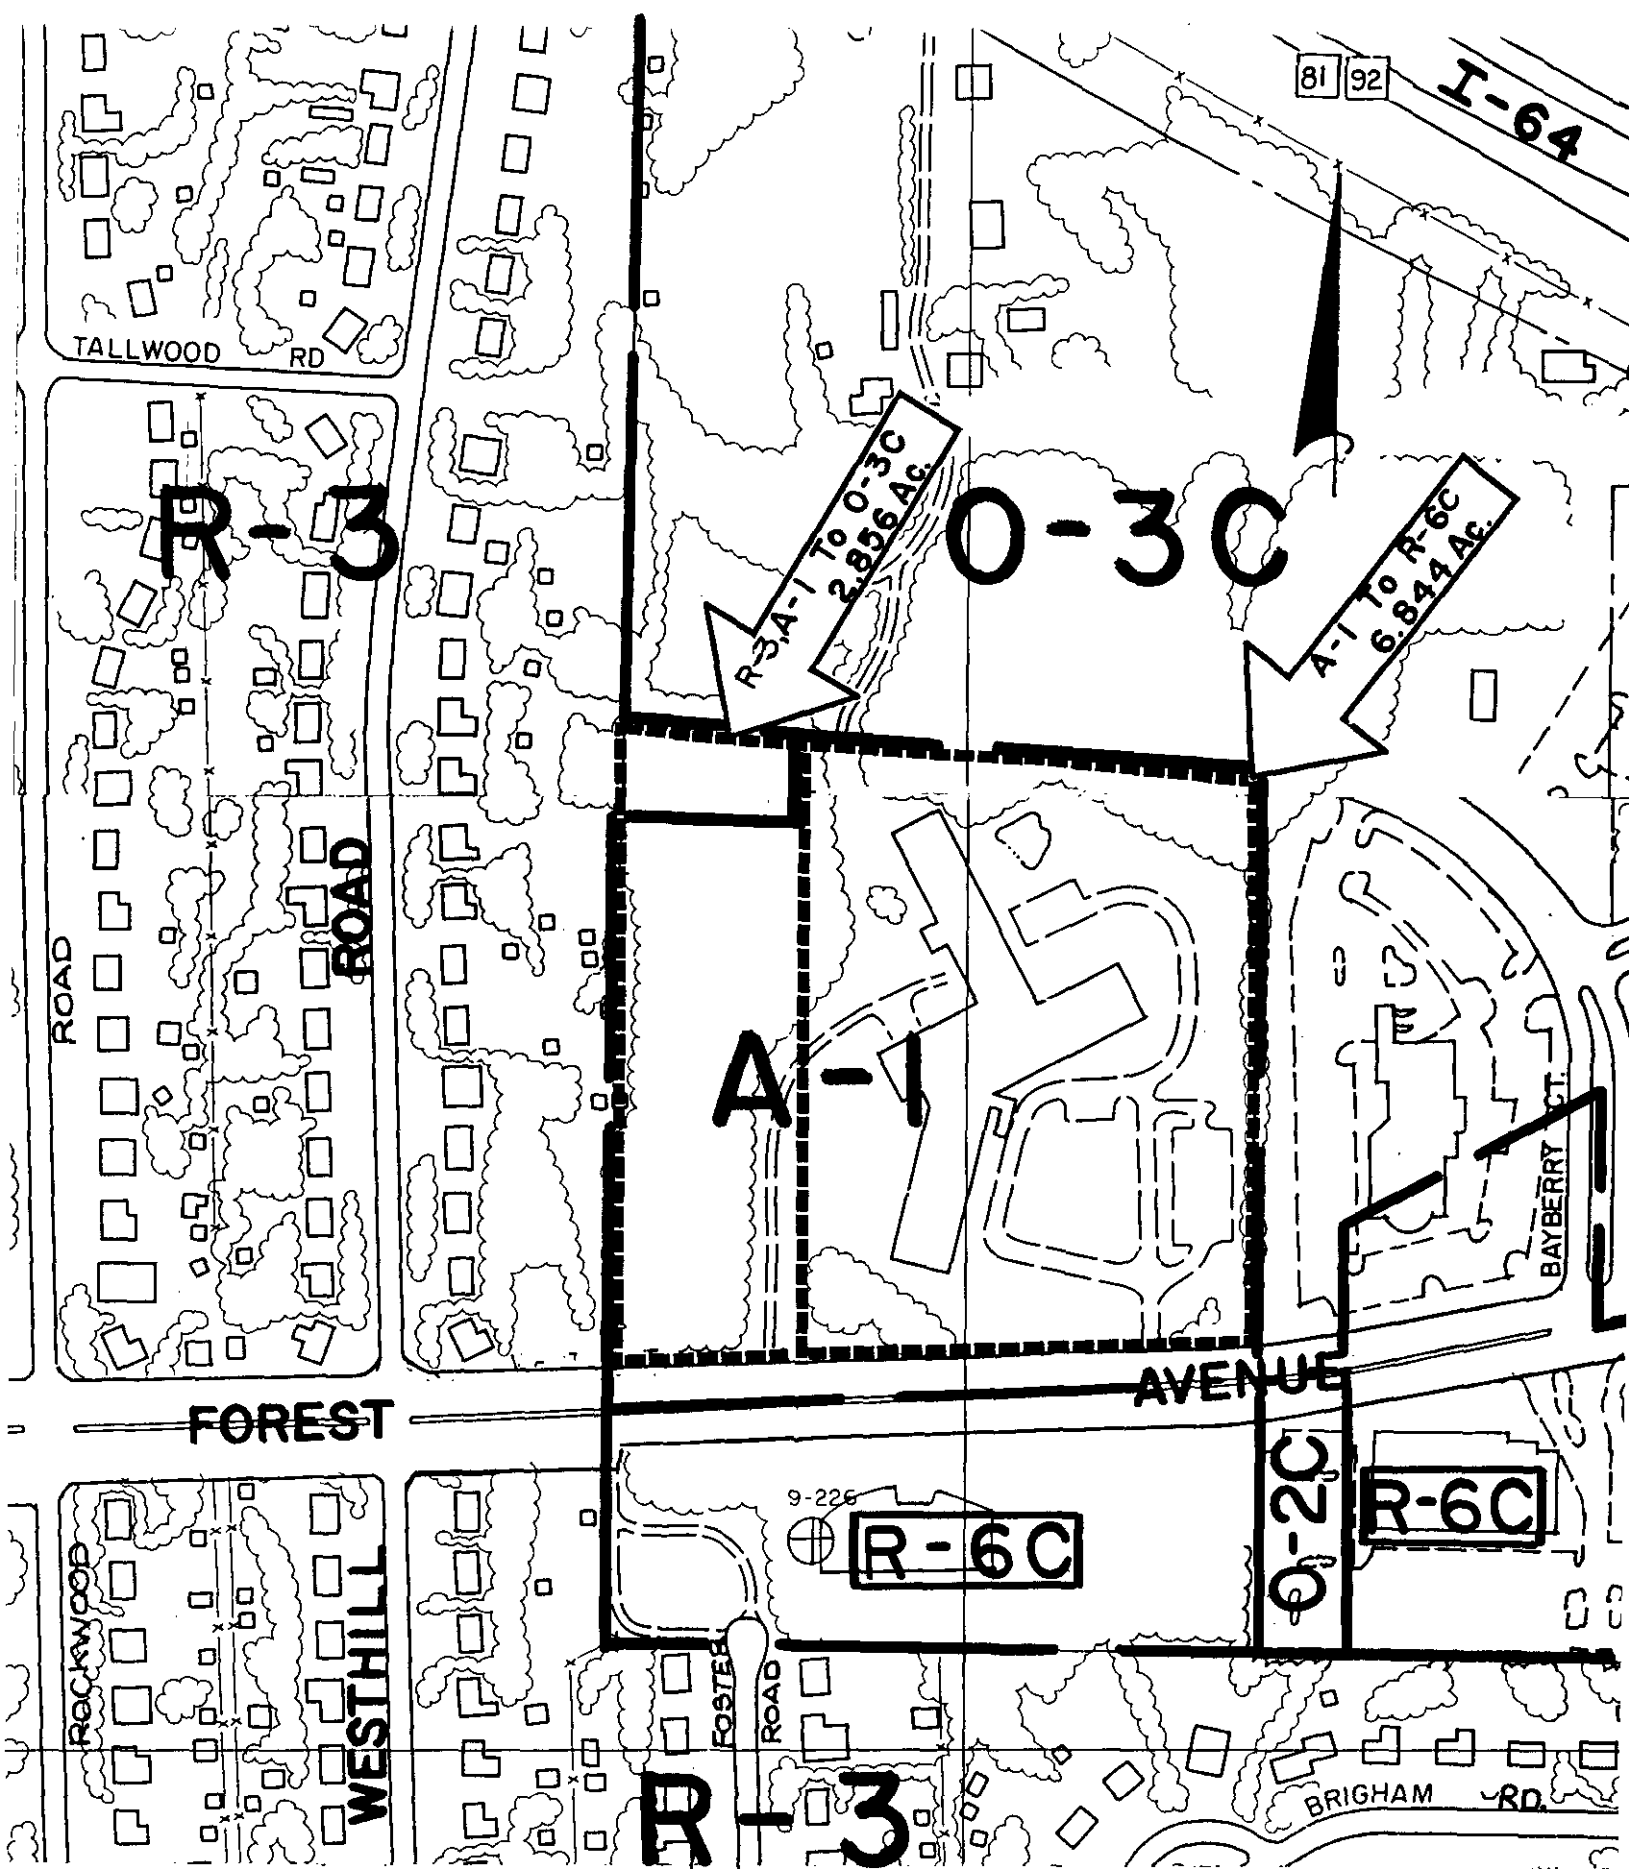 81 92
I-64
TALLWOOD RD
R-3
R-3,A-1 To O-3C
2.856 Ac.
O-3C
A-1 To R-6C
6.844 Ac.
ROAD
ROAD
A-1
BAYBERRY CT.
FOREST
AVENUE
9-226
R-6C
O-2C
R-6C
ROCKWOOD
WESTHILL
FOSTER
ROAD
R-3
BRIGHAM RD.